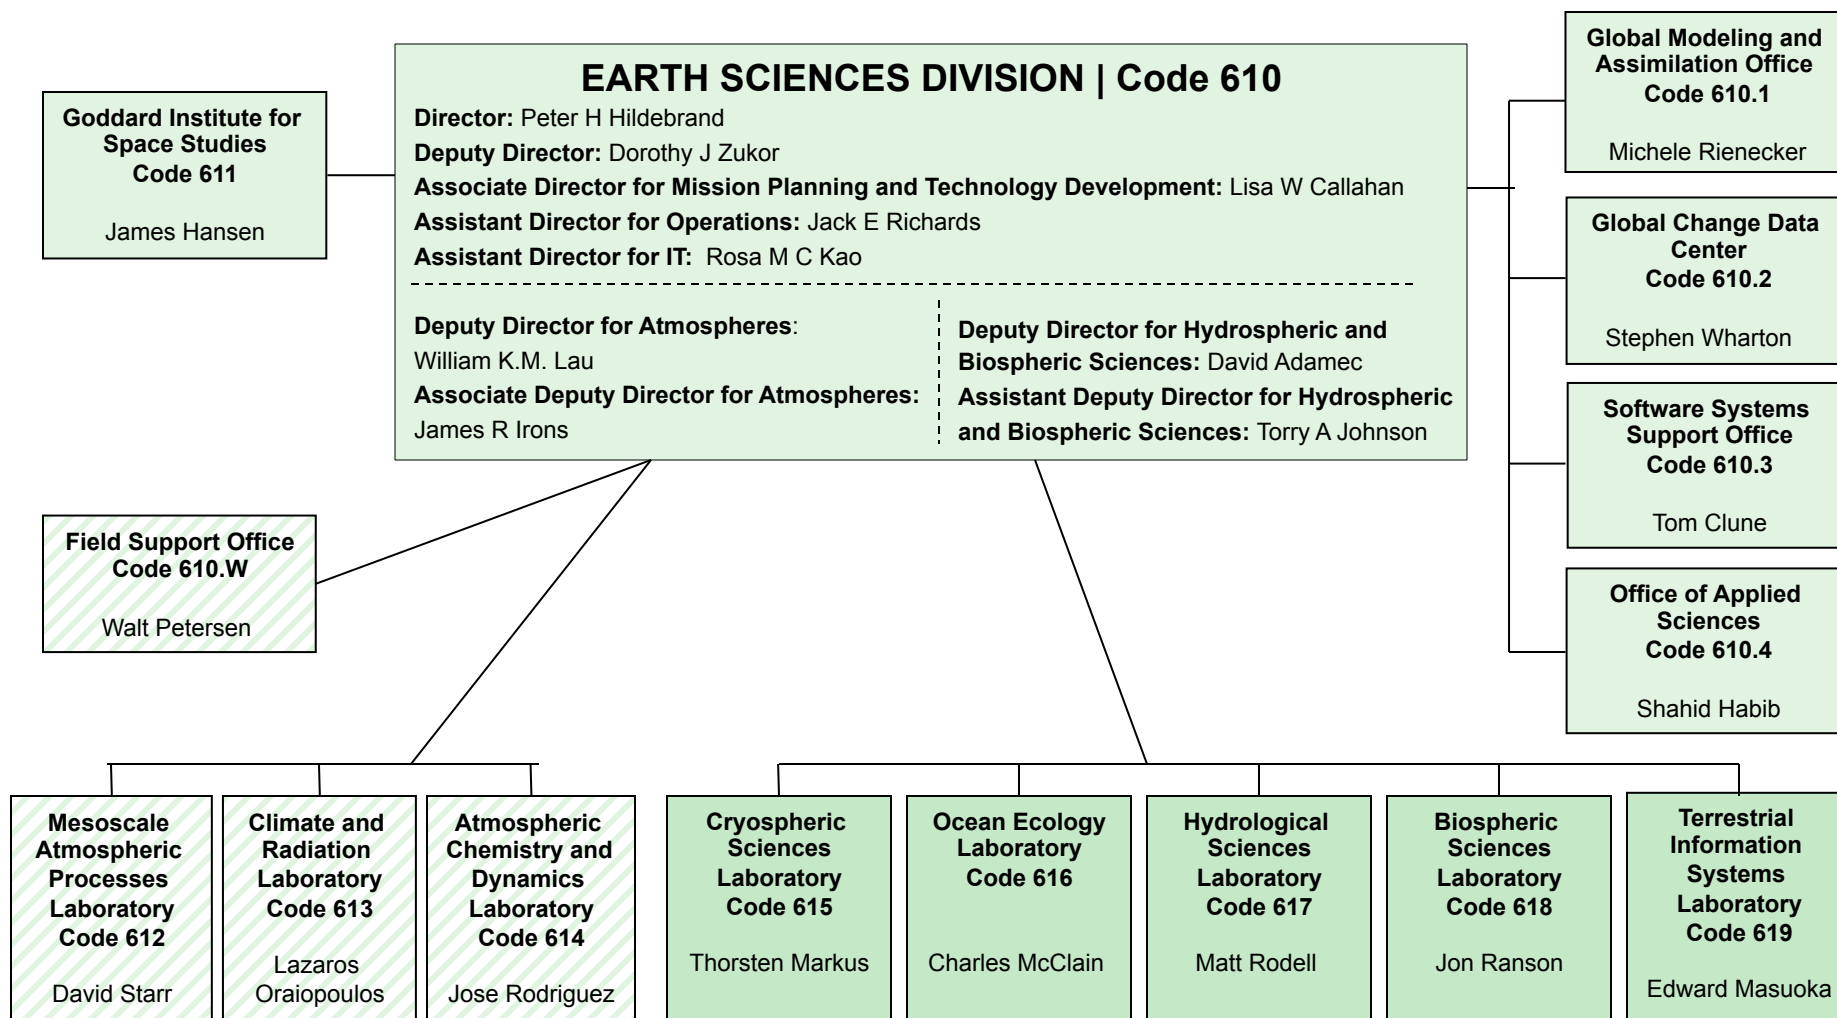 EARTH SCIENCES DIVISION | Code 610
Director: Peter H Hildebrand
Deputy Director: Dorothy J Zukor
Associate Director for Mission Planning and Technology Development: Lisa W Callahan
Assistant Director for Operations: Jack E Richards
Assistant Director for IT: Rosa M C Kao
Deputy Director for Atmospheres:
William K.M. Lau
Associate Deputy Director for Atmospheres:
James R Irons
Deputy Director for Hydrospheric and
Biospheric Sciences: David Adamec
Assistant Deputy Director for Hydrospheric
and Biospheric Sciences: Torry A Johnson
Goddard Institute for
Space Studies
Code 611
James Hansen
Global Modeling and
Assimilation Office
Code 610.1
Michele Rienecker
Global Change Data
Center
Code 610.2
Stephen Wharton
Software Systems
Support Office
Code 610.3
Tom Clune
Office of Applied
Sciences
Code 610.4
Shahid Habib
Field Support Office
Code 610.W
Walt Petersen
Mesoscale
Atmospheric
Processes
Laboratory
Code 612
David Starr
Climate and
Radiation
Laboratory
Code 613
Lazaros
Oraiopoulos
Atmospheric
Chemistry and
Dynamics
Laboratory
Code 614
Jose Rodriguez
Cryospheric
Sciences
Laboratory
Code 615
Thorsten Markus
Ocean Ecology
Laboratory
Code 616
Charles McClain
Hydrological
Sciences
Laboratory
Code 617
Matt Rodell
Biospheric
Sciences
Laboratory
Code 618
Jon Ranson
Terrestrial
Information
Systems
Laboratory
Code 619
Edward Masuoka